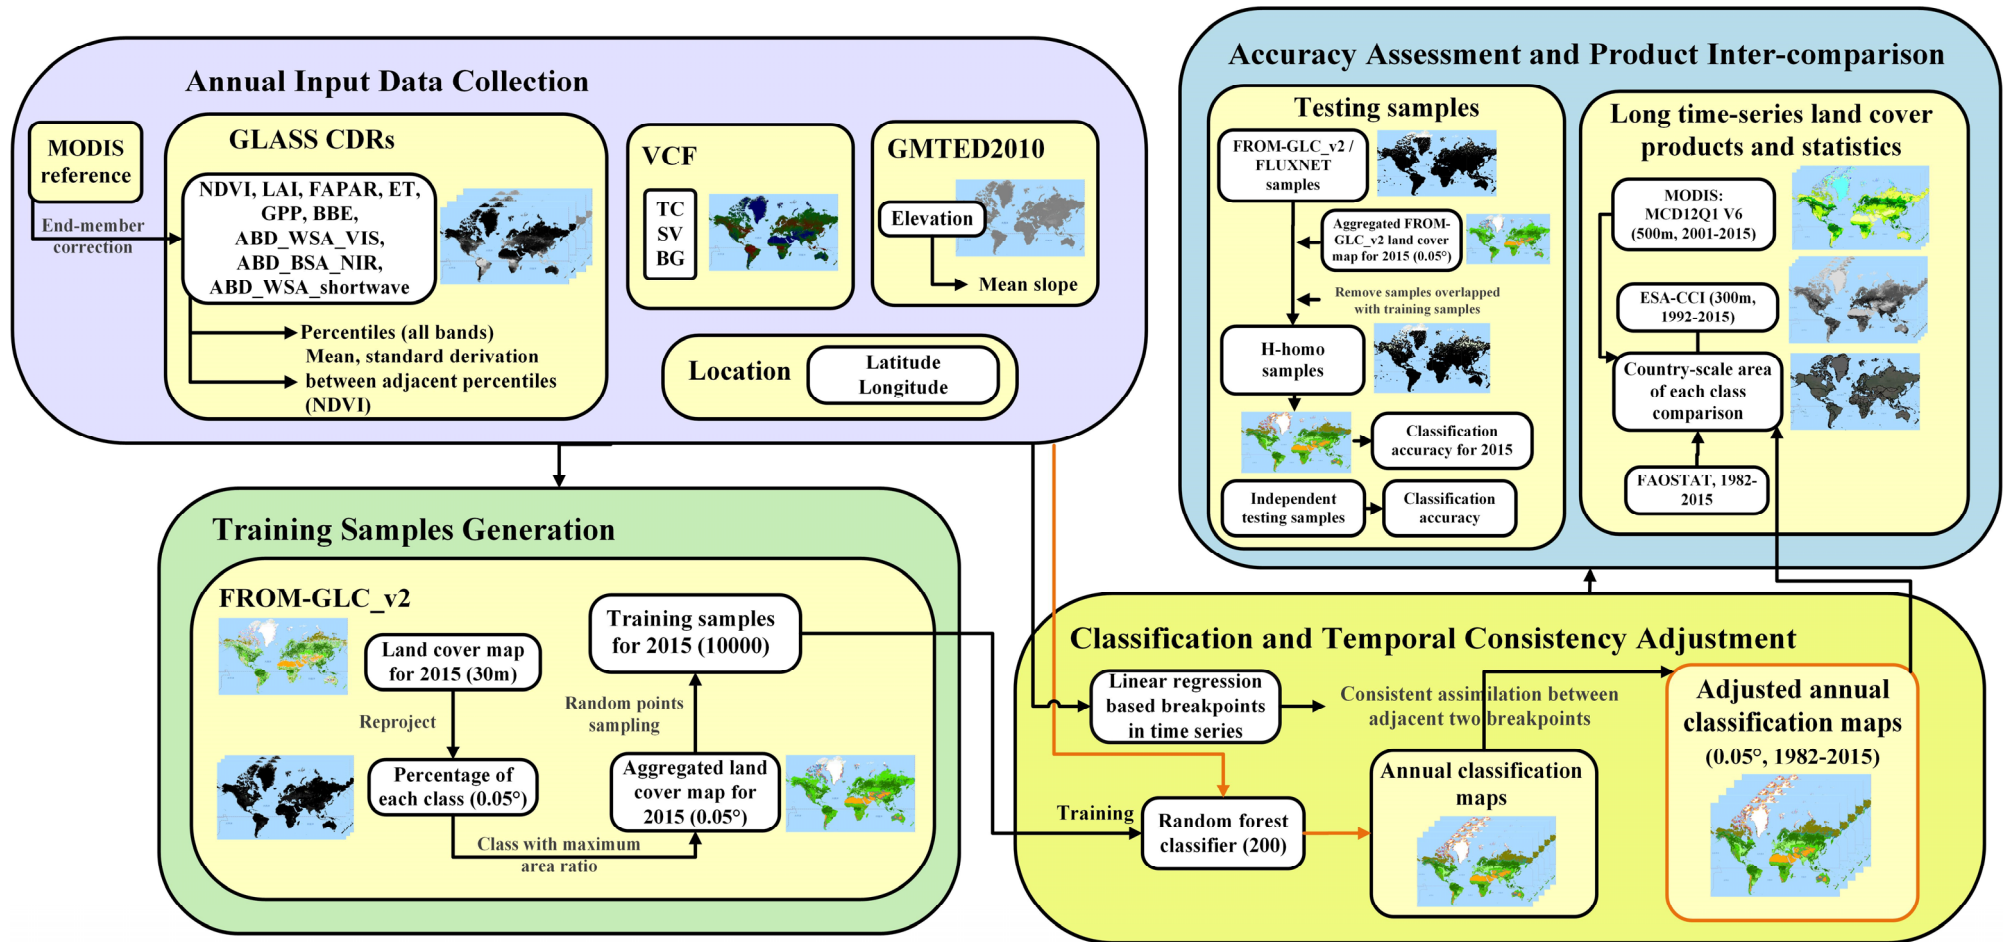 Annual Input Data Collection
MODIS
reference
End-member
correction
GLASS CDRs
NDVI, LAI, FAPAR, ET,
GPP, BBE,
ABD_WSA_VIS,
ABD_BSA_NIR,
ABD_WSA_shortwave
Percentiles (all bands)
Mean, standard derivation
between adjacent percentiles
(NDVI)
VCF
TC
SV
BG
GMTED2010
Elevation
Mean slope
Location
Latitude
Longitude
Training Samples Generation
FROM-GLC_v2
Land cover map
for 2015 (30m)
Reproject
Percentage of
each class (0.05°)
Class with maximum
area ratio
Aggregated land
cover map for
2015 (0.05°)
Random points
sampling
Training samples
for 2015 (10000)
Accuracy Assessment and Product Inter-comparison
Testing samples
FROM-GLC_v2 /
FLUXNET
samples
Aggregated FROM-
GLC_v2 land cover
map for 2015 (0.05°)
Remove samples overlapped
with training samples
H-homo
samples
Classification
accuracy for 2015
Independent
testing samples
Classification
accuracy
Long time-series land cover
products and statistics
MODIS:
MCD12Q1 V6
(500m, 2001-2015)
ESA-CCI (300m,
1992-2015)
Country-scale area
of each class
comparison
FAOSTAT, 1982-
2015
Classification and Temporal Consistency Adjustment
Linear regression
based breakpoints
in time series
Consistent assimilation between
adjacent two breakpoints
Training
Random forest
classifier (200)
Annual classification
maps
Adjusted annual
classification maps
(0.05°, 1982-2015)